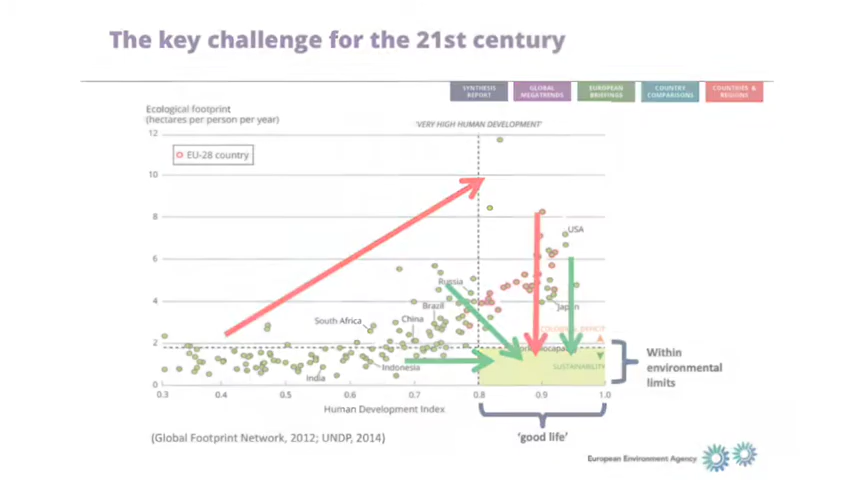 The key challenge for the 21st century
SYNTHESIS REPORT
GLOBAL MEGATRENDS
EUROPEAN BRIEFINGS
COUNTRY COMPARISONS
COUNTRIES & REGIONS
Ecological footprint
(hectares per person per year)
'VERY HIGH HUMAN DEVELOPMENT'
12
EU-28 country
10
8
USA
6
Russia
4
Brazil
Japan
South Africa
China
2
Indonesia
India
SUSTAINABILITY
0
0.3 0.4 0.5 0.6 0.7 0.8 0.9 1.0
Human Development Index
Within
environmental
limits
'good life'
(Global Footprint Network, 2012; UNDP, 2014)
European Environment Agency